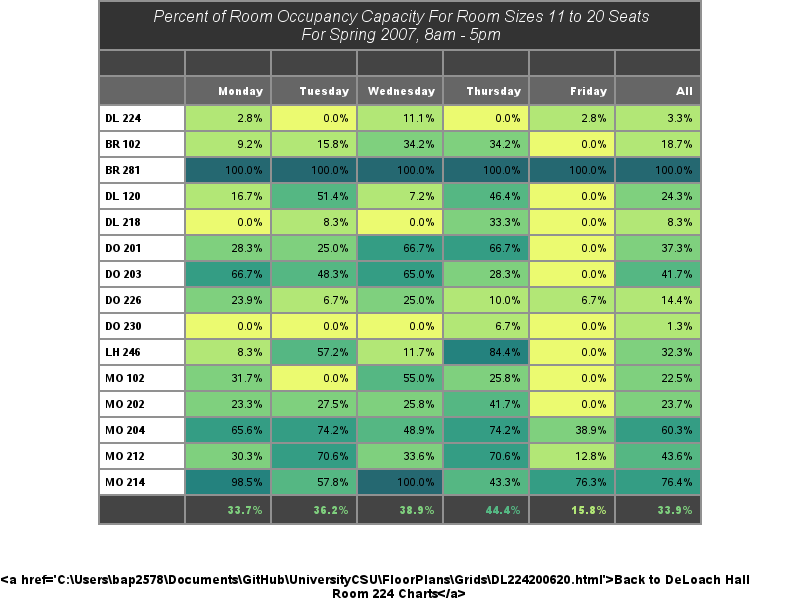 Percent of Room Occupancy Capacity For Room Sizes 11 to 20 Seats
For Spring 2007, 8am - 5pm
Monday Tuesday Wednesday Thursday Friday All
DL 224 2.8% 0.0% 11.1% 0.0% 2.8% 3.3%
BR 102 9.2% 15.8% 34.2% 34.2% 0.0% 18.7%
BR 281 100.0% 100.0% 100.0% 100.0% 100.0% 100.0%
DL 120 16.7% 51.4% 7.2% 46.4% 0.0% 24.3%
DL 218 0.0% 8.3% 0.0% 33.3% 0.0% 8.3%
DO 201 28.3% 25.0% 66.7% 66.7% 0.0% 37.3%
DO 203 66.7% 48.3% 65.0% 28.3% 0.0% 41.7%
DO 226 23.9% 6.7% 25.0% 10.0% 6.7% 14.4%
DO 230 0.0% 0.0% 0.0% 6.7% 0.0% 1.3%
LH 246 8.3% 57.2% 11.7% 84.4% 0.0% 32.3%
MO 102 31.7% 0.0% 55.0% 25.8% 0.0% 22.5%
MO 202 23.3% 27.5% 25.8% 41.7% 0.0% 23.7%
MO 204 65.6% 74.2% 48.9% 74.2% 38.9% 60.3%
MO 212 30.3% 70.6% 33.6% 70.6% 12.8% 43.6%
MO 214 98.5% 57.8% 100.0% 43.3% 76.3% 76.4%
33.7% 36.2% 38.9% 44.4% 15.8% 33.9%
<a href='C:\Users\bap2578\Documents\GitHub\UniversityCSU\FloorPlans\Grids\DL224200620.html'>Back to DeLoach Hall
Room 224 Charts</a>